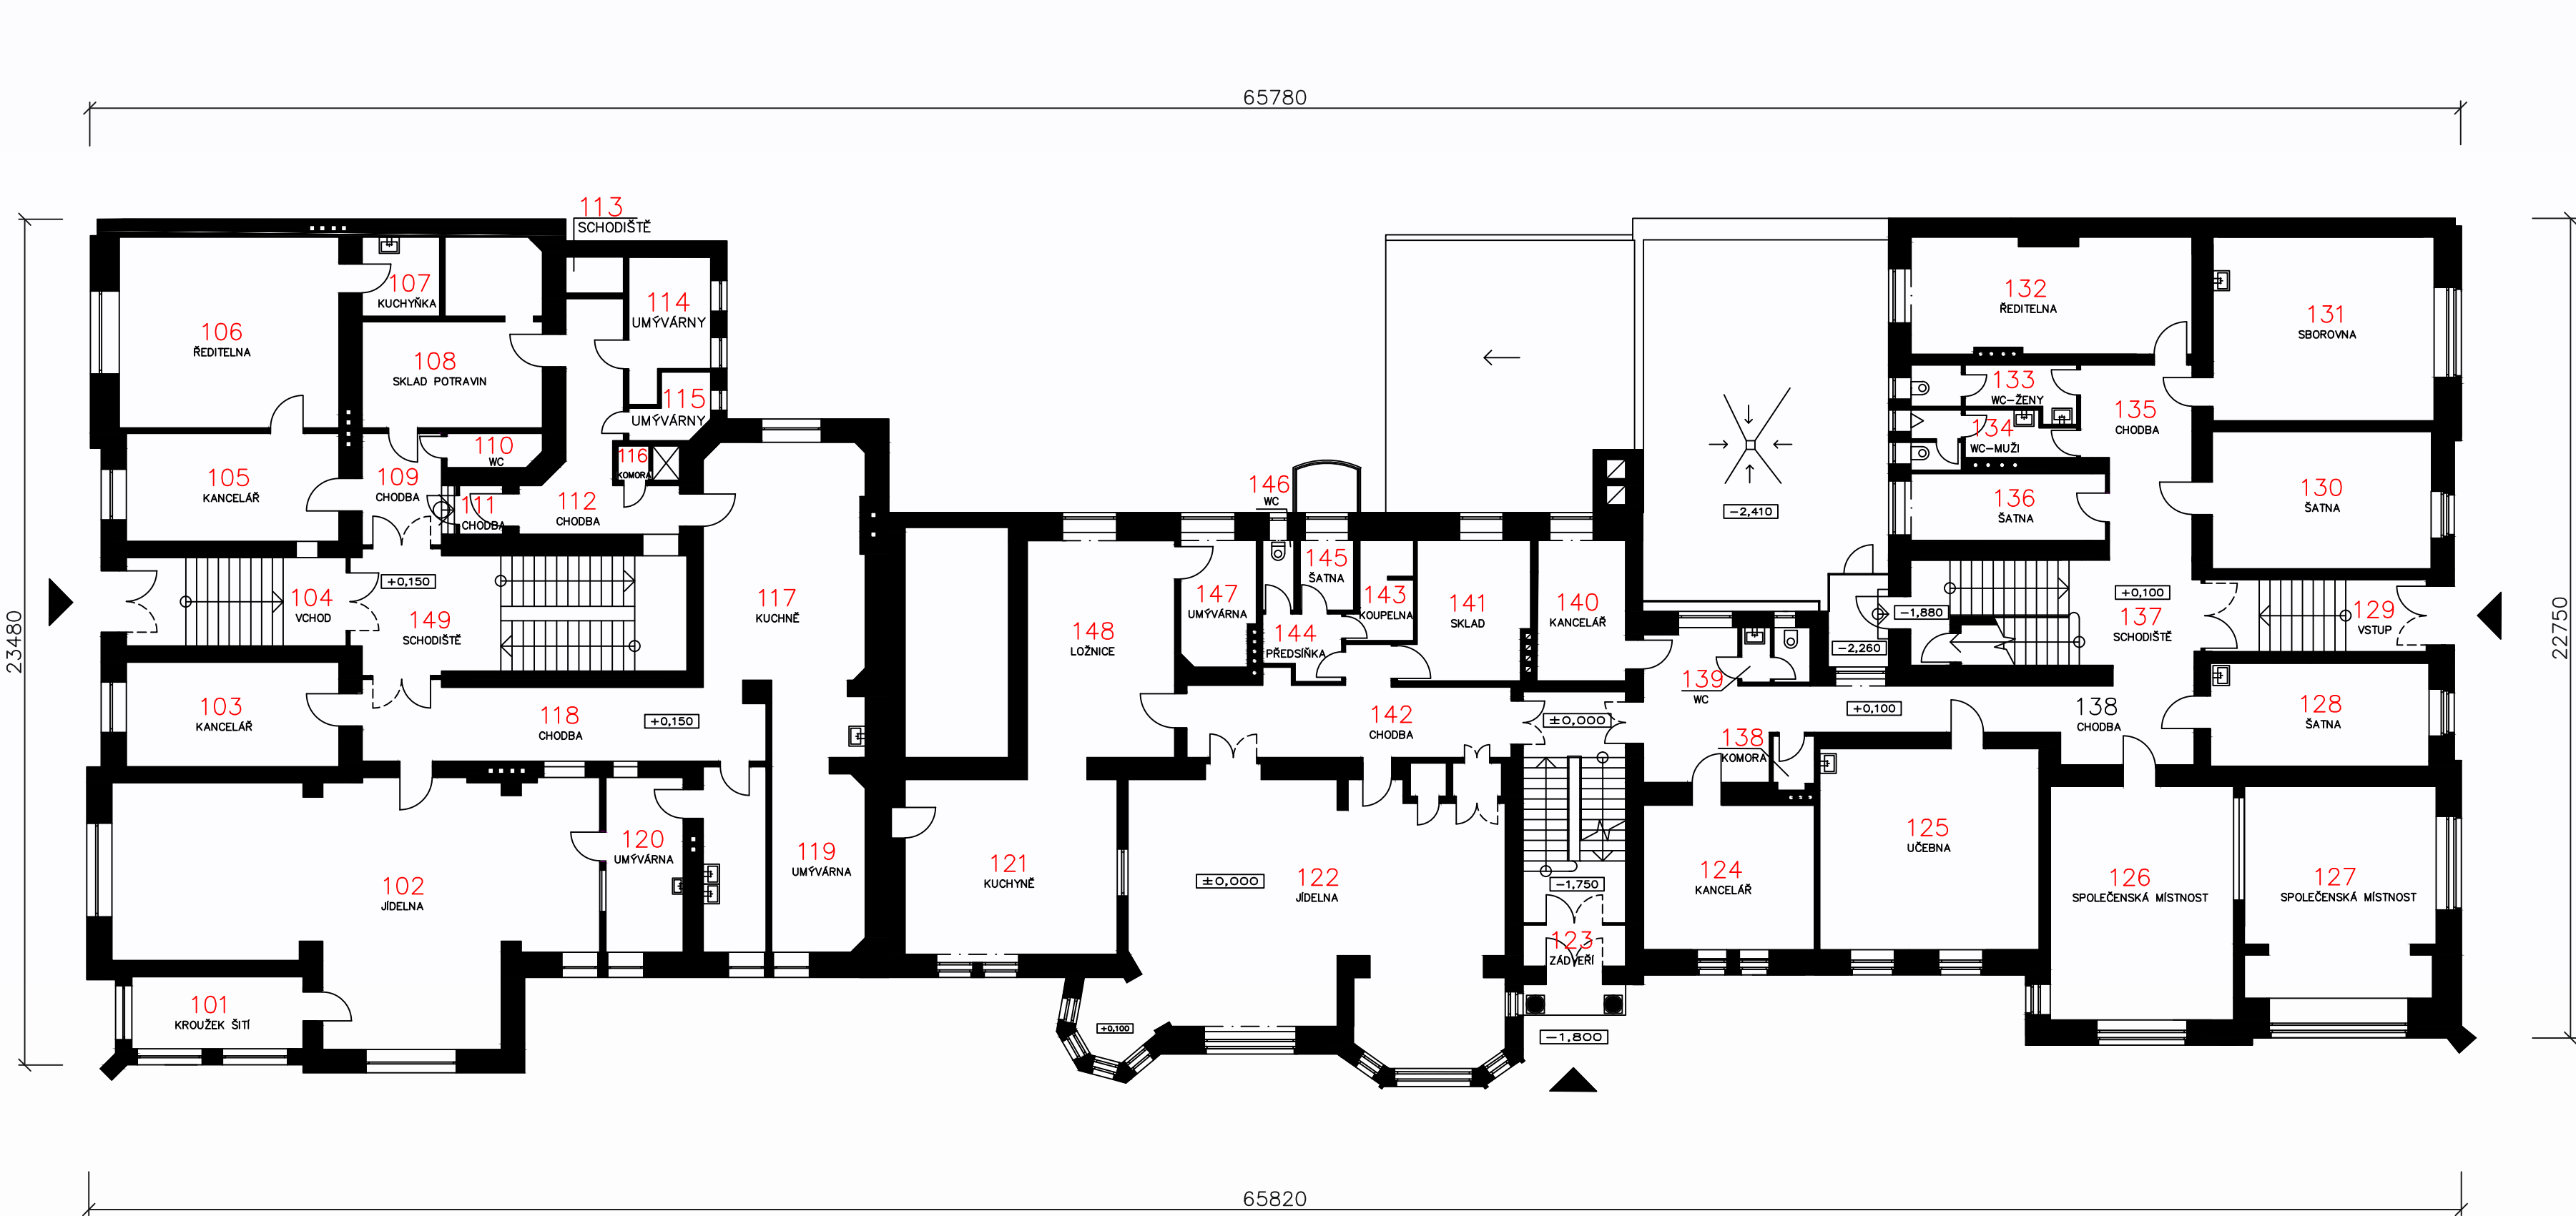 65780
113
SCHODIŠTĚ
107
KUCHYŇKA
106
ŘEDITELNA
114
UMÝVÁRNY
108
SKLAD POTRAVIN
115
UMÝVÁRNY
110
WC
116
KOMORA
105
KANCELÁŘ
109
CHODBA
111
CHODBA
112
CHODBA
104
VCHOD
+0,150
149
SCHODIŠTĚ
117
KUCHNĚ
103
KANCELÁŘ
118
CHODBA
+0,150
120
UMÝVÁRNA
119
UMÝVÁRNA
102
JÍDELNA
101
KROUŽEK ŠITÍ
23480
146
WC
145
ŠATNA
147
UMÝVÁRNA
143
KOUPELNA
144
PŘEDSÍŇKA
141
SKLAD
140
KANCELÁŘ
148
LOŽNICE
142
CHODBA
±0,000
121
KUCHYNĚ
±0,000
122
JÍDELNA
-1,750
123
ZÁDVEŘÍ
+0,100
-1,800
-2,410
132
ŘEDITELNA
131
SBOROVNA
133
WC-ŽENY
134
WC-MUŽI
135
CHODBA
136
ŠATNA
130
ŠATNA
+0,100
137
SCHODIŠTĚ
-1,880
-2,260
129
VSTUP
139
WC
+0,100
138
CHODBA
128
ŠATNA
138
KOMORA
124
KANCELÁŘ
125
UČEBNA
126
SPOLEČENSKÁ MÍSTNOST
127
SPOLEČENSKÁ MÍSTNOST
22750
65820